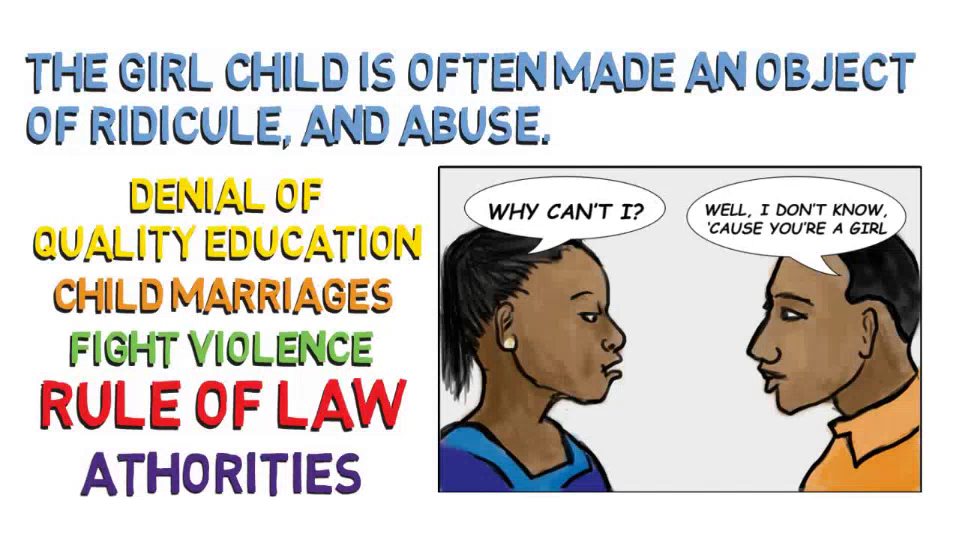 THE GIRL CHILD IS OFTEN MADE AN OBJECT
OF RIDICULE, AND ABUSE.
DENIAL OF
QUALITY EDUCATION
CHILD MARRIAGES
FIGHT VIOLENCE
RULE OF LAW
ATHORITIES
WHY CAN'T I?
WELL, I DON'T KNOW,
'CAUSE YOU'RE A GIRL